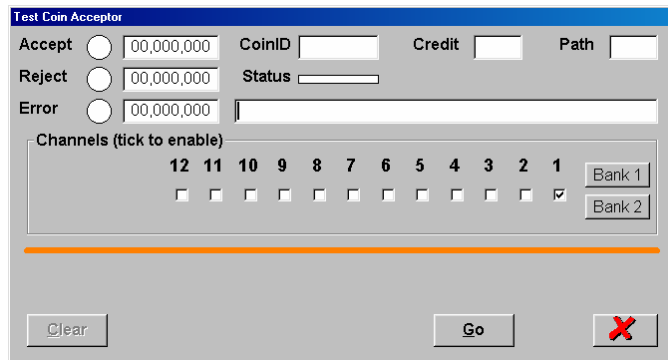 Test Coin Acceptor
Accept 00,000,000 CoinID Credit Path
Reject 00,000,000 Status
Error 00,000,000
Channels (tick to enable)
12 11 10 9 8 7 6 5 4 3 2 1
Bank 1
Bank 2
Clear Go